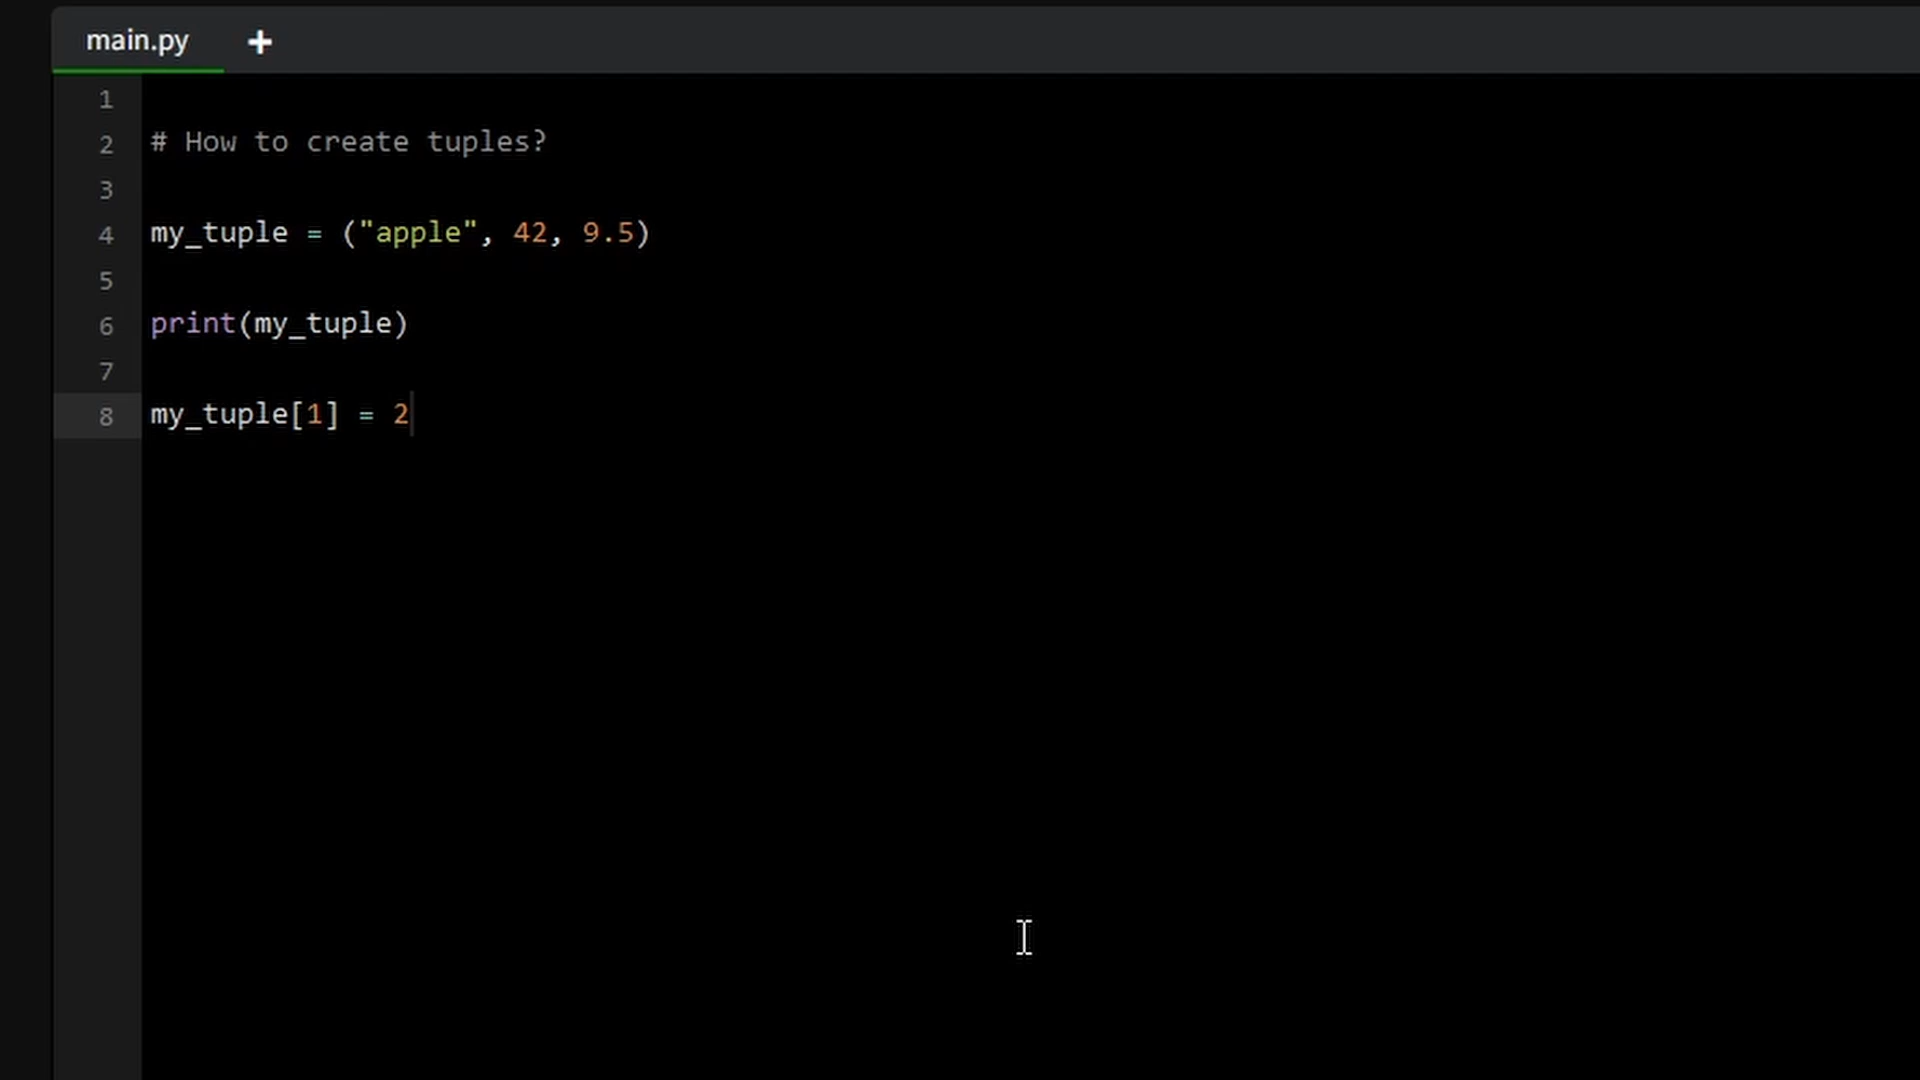 main.py +
1
2 # How to create tuples?
3
4 my_tuple = ("apple", 42, 9.5)
5
6 print(my_tuple)
7
8 my_tuple[1] = 2